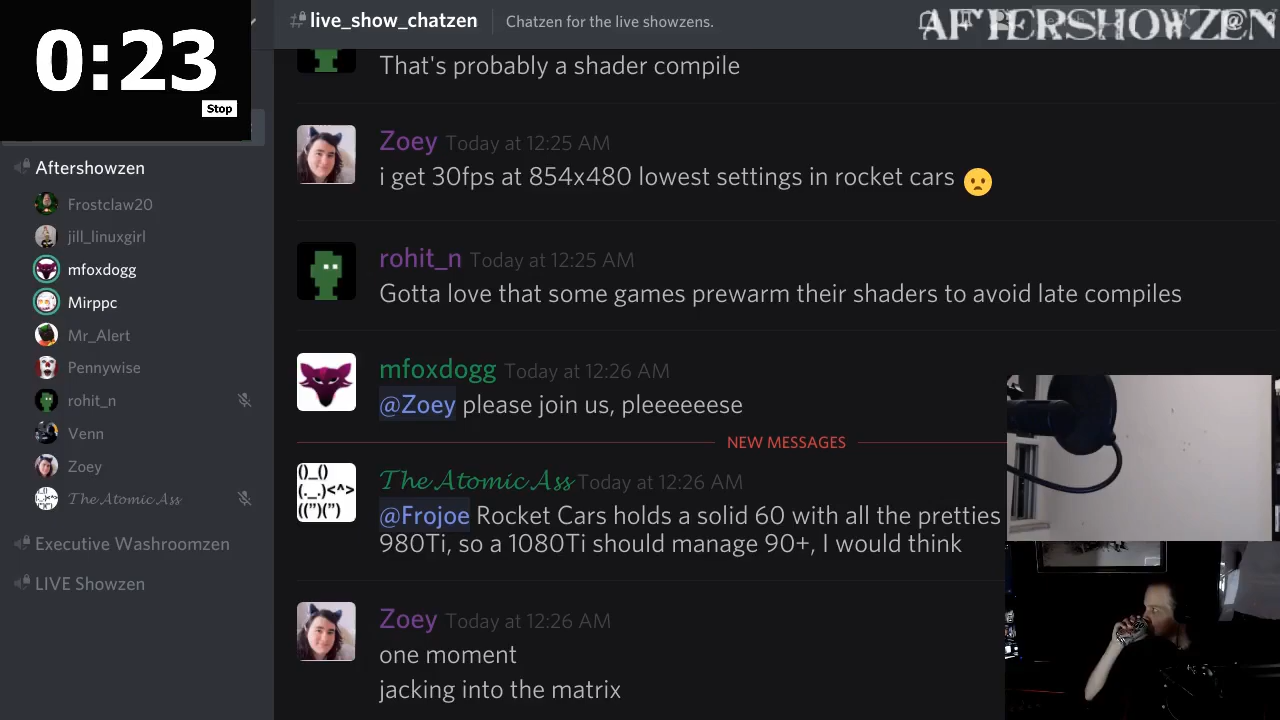 0:23
Stop
live_show_chatzen
Chatzen for the live showzens.
AFTERSHOWZEN
Aftershowzen
Frostclaw20
jill_linuxgirl
mfoxdogg
Mirppc
Mr_Alert
Pennywise
rohit_n
Venn
Zoey
𝓣𝓱𝓮 𝓐𝓽𝓸𝓶𝓲𝓬 𝓐𝓼𝓼
Executive Washroomzen
LIVE Showzen
That's probably a shader compile
Zoey Today at 12:25 AM
i get 30fps at 854x480 lowest settings in rocket cars
rohit_n Today at 12:25 AM
Gotta love that some games prewarm their shaders to avoid late compiles
mfoxdogg Today at 12:26 AM
@Zoey please join us, pleeeeeese
NEW MESSAGES
()_()
(._.)<^>
((")(")
𝓣𝓱𝓮 𝓐𝓽𝓸𝓶𝓲𝓬 𝓐𝓼𝓼 Today at 12:26 AM
@Frojoe Rocket Cars holds a solid 60 with all the pretties
980Ti, so a 1080Ti should manage 90+, I would think
Zoey Today at 12:26 AM
one moment
jacking into the matrix